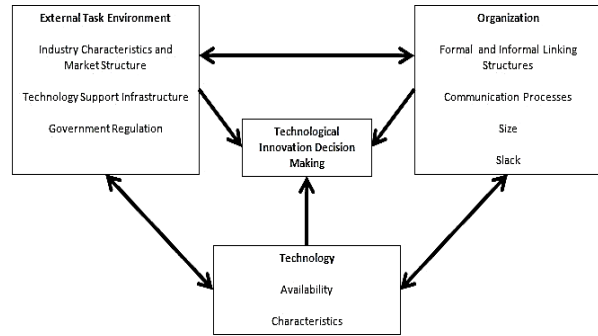 External Task Environment
Industry Characteristics and
Market Structure
Technology Support Infrastructure
Government Regulation
Organization
Formal and Informal Linking
Structures
Communication Processes
Size
Slack
Technological
Innovation Decision
Making
Technology
Availability
Characteristics